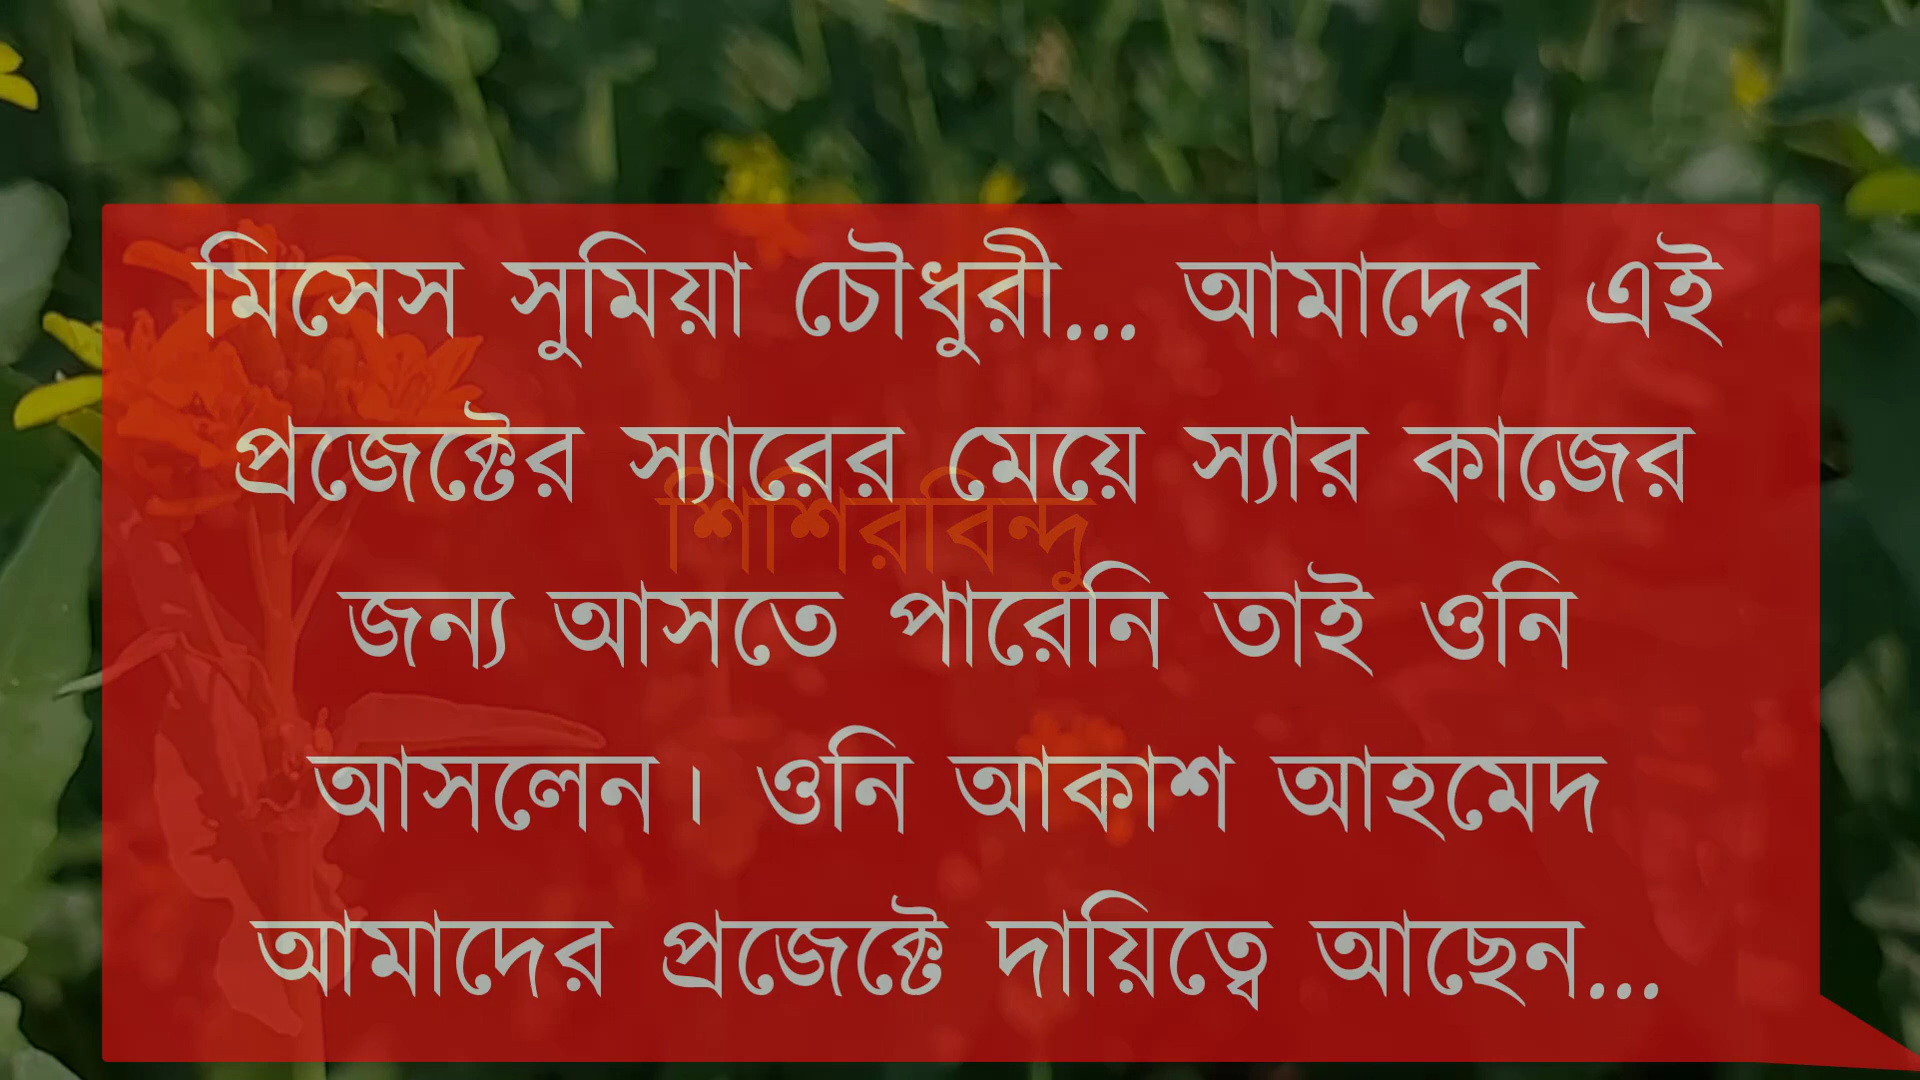 মিসেস সুমিয়া চৌধুরী... আমাদের এই
প্রজেক্টের স্যারের মেয়ে স্যার কাজের
শিশিরবিন্দু
জন্য আসতে পারেনি তাই ওনি
আসলেন। ওনি আকাশ আহমেদ
আমাদের প্রজেক্টে দায়িত্বে আছেন...